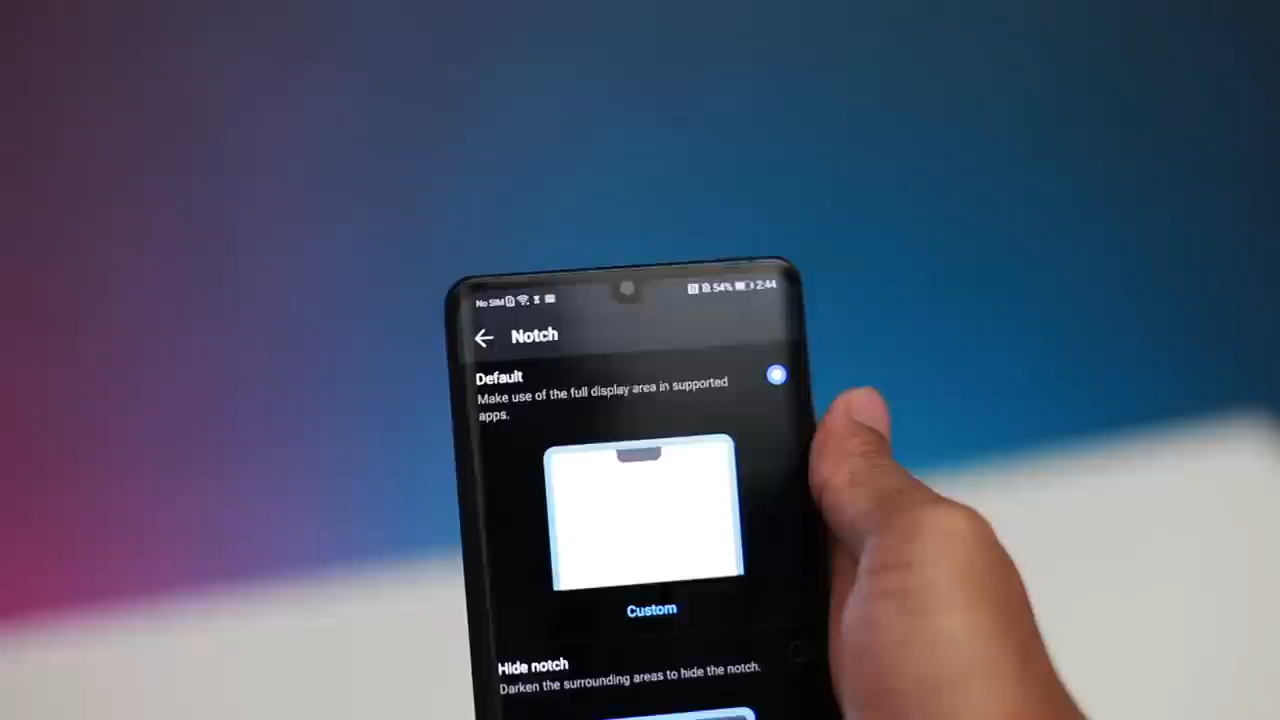 No SIM 54% 2:44
Notch
Default
Make use of the full display area in supported
apps.
Custom
Hide notch
Darken the surrounding areas to hide the notch.